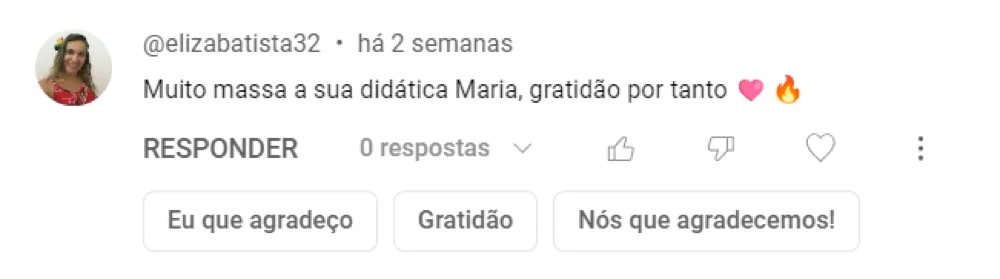 @elizabatista32 • há 2 semanas
Muito massa a sua didática Maria, gratidão por tanto 💗 🔥
RESPONDER 0 respostas
Eu que agradeço Gratidão Nós que agradecemos!